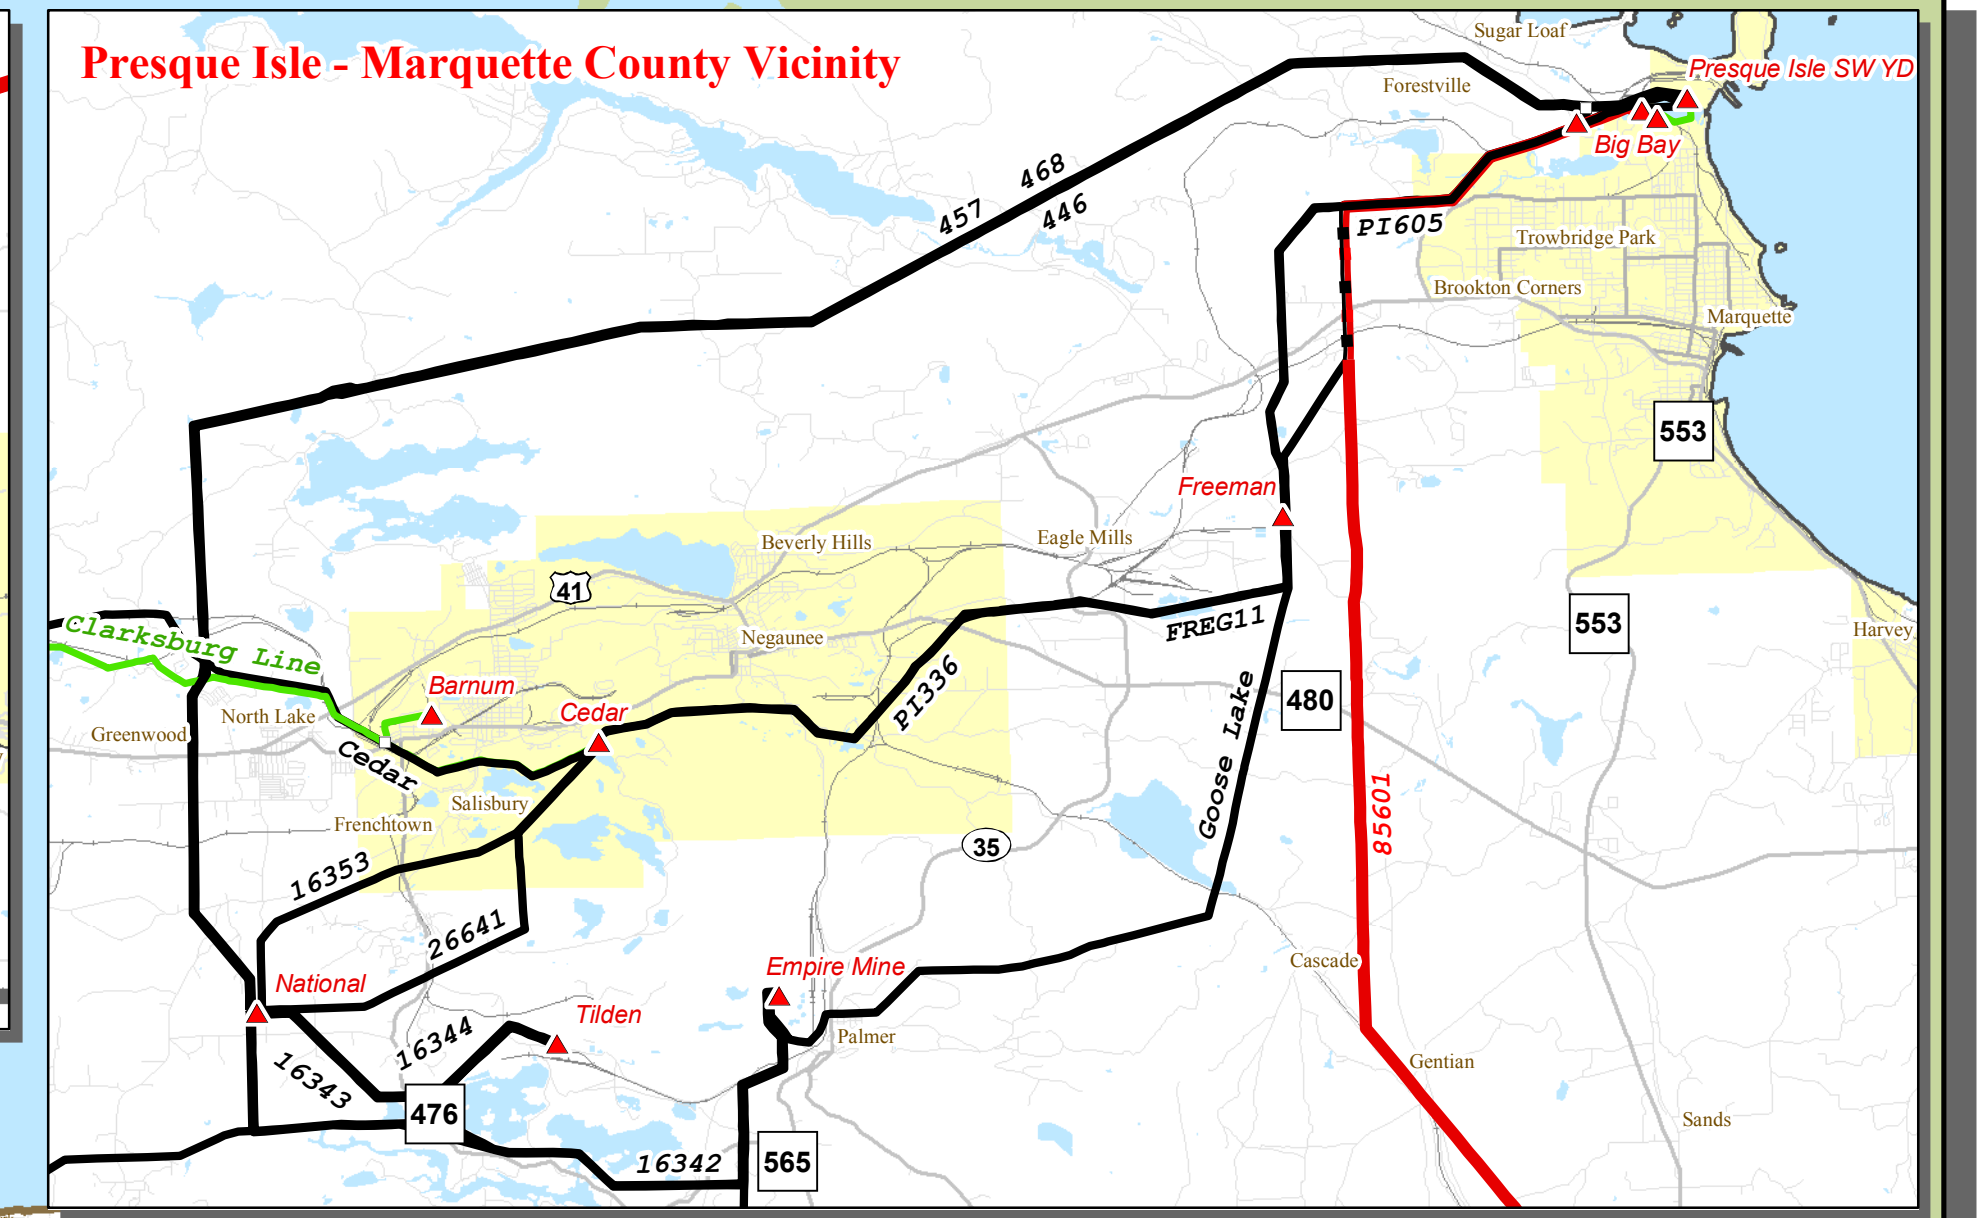 Presque Isle - Marquette County Vicinity
Sugar Loaf
Presque Isle SW YD
Forestville
Big Bay
468
457
446
PI605
Trowbridge Park
Brookton Corners
Marquette
553
Freeman
Eagle Mills
Beverly Hills
41
553
Harvey
FREG11
Clarksburg Line
Negaunee
Barnum
PI336
480
North Lake
Cedar
Greenwood
Cedar
Goose Lake
Salisbury
Frenchtown
85601
35
16353
26641
Cascade
Empire Mine
National
Tilden
Palmer
16344
Gentian
16343
476
Sands
16342
565